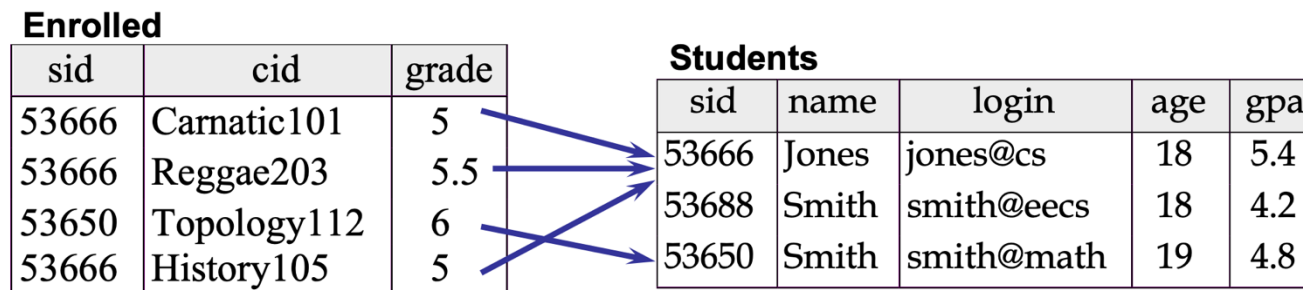 Enrolled
sid cid grade
53666 Carnatic101 5
53666 Reggae203 5.5
53650 Topology112 6
53666 History105 5
Students
sid name login age gpa
53666 Jones jones@cs 18 5.4
53688 Smith smith@eecs 18 4.2
53650 Smith smith@math 19 4.8